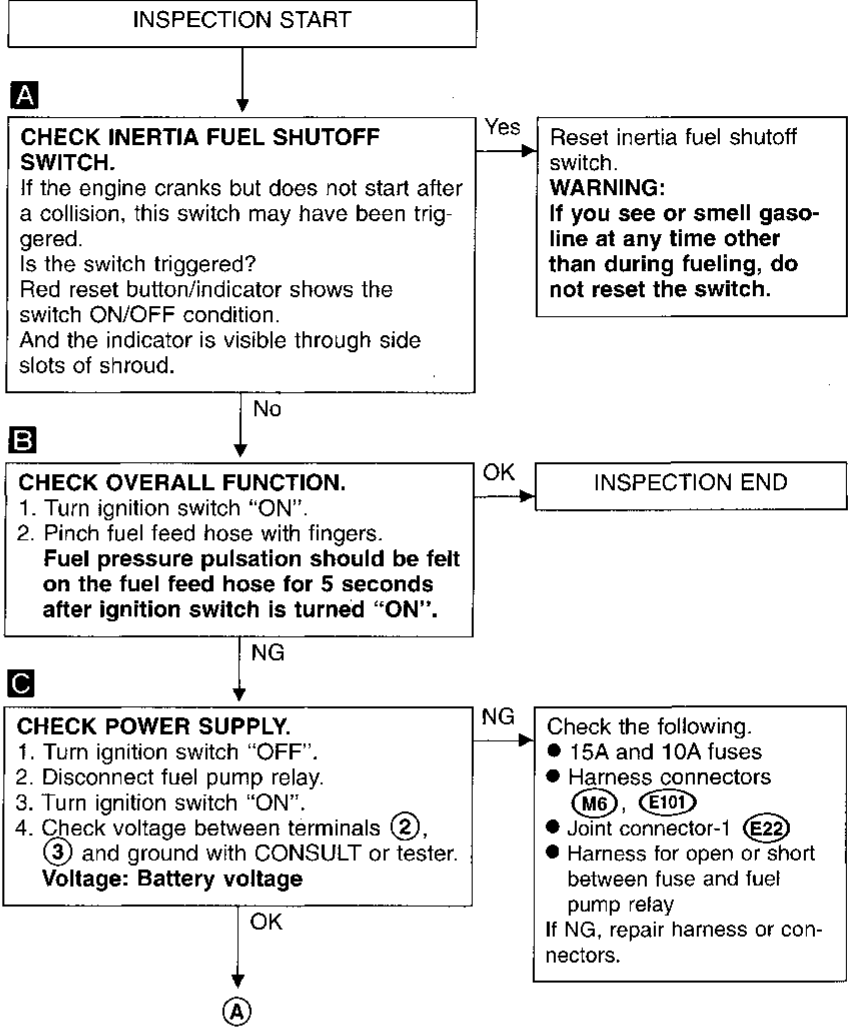 INSPECTION START
A
CHECK INERTIA FUEL SHUTOFF
SWITCH.
If the engine cranks but does not start after
a collision, this switch may have been trig-
gered.
Is the switch triggered?
Red reset button/indicator shows the
switch ON/OFF condition.
And the indicator is visible through side
slots of shroud.
Yes
Reset inertia fuel shutoff
switch.
WARNING:
If you see or smell gaso-
line at any time other
than during fueling, do
not reset the switch.
No
B
CHECK OVERALL FUNCTION.
1. Turn ignition switch “ON”.
2. Pinch fuel feed hose with fingers.
Fuel pressure pulsation should be felt
on the fuel feed hose for 5 seconds
after ignition switch is turned “ON”.
OK
INSPECTION END
NG
C
CHECK POWER SUPPLY.
1. Turn ignition switch “OFF”.
2. Disconnect fuel pump relay.
3. Turn ignition switch “ON”.
4. Check voltage between terminals ②,
③ and ground with CONSULT or tester.
Voltage: Battery voltage
NG
Check the following.
● 15A and 10A fuses
● Harness connectors
M6, E101
● Joint connector-1 E22
● Harness for open or short
between fuse and fuel
pump relay
If NG, repair harness or con-
nectors.
OK
Ⓐ